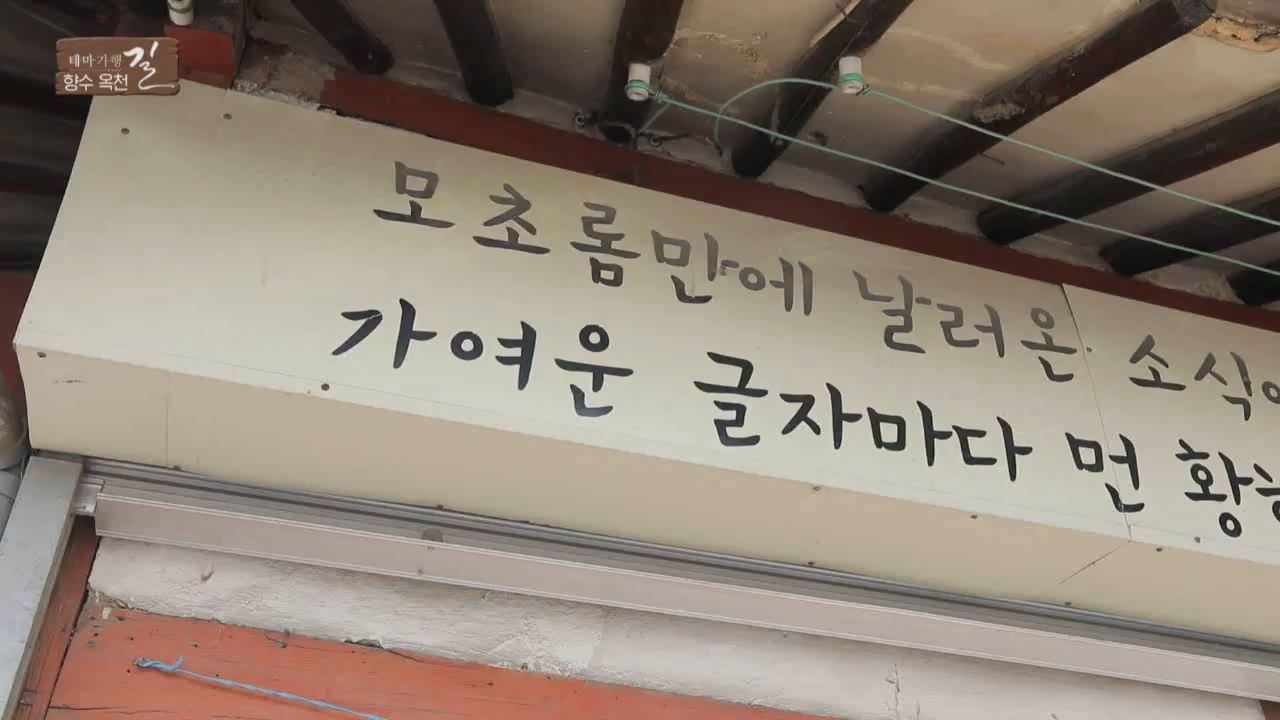 테마기행 길
향수 옥천
모초롬만에 날러온 소식
가여운 글자마다 먼 황